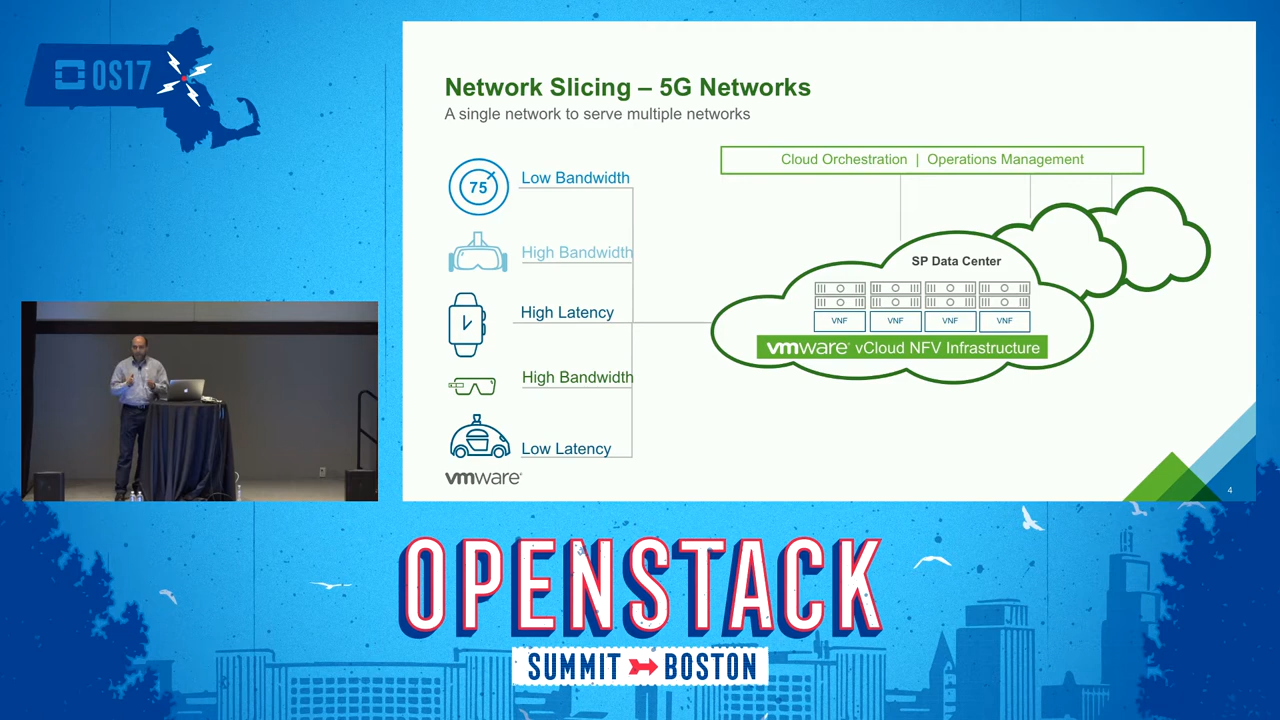 OS17
Network Slicing – 5G Networks
A single network to serve multiple networks
75
Low Bandwidth
High Bandwidth
High Latency
High Bandwidth
Low Latency
vmware®
Cloud Orchestration | Operations Management
SP Data Center
VNF VNF VNF VNF
vmware® vCloud NFV Infrastructure
4
OPENSTACK
SUMMIT BOSTON